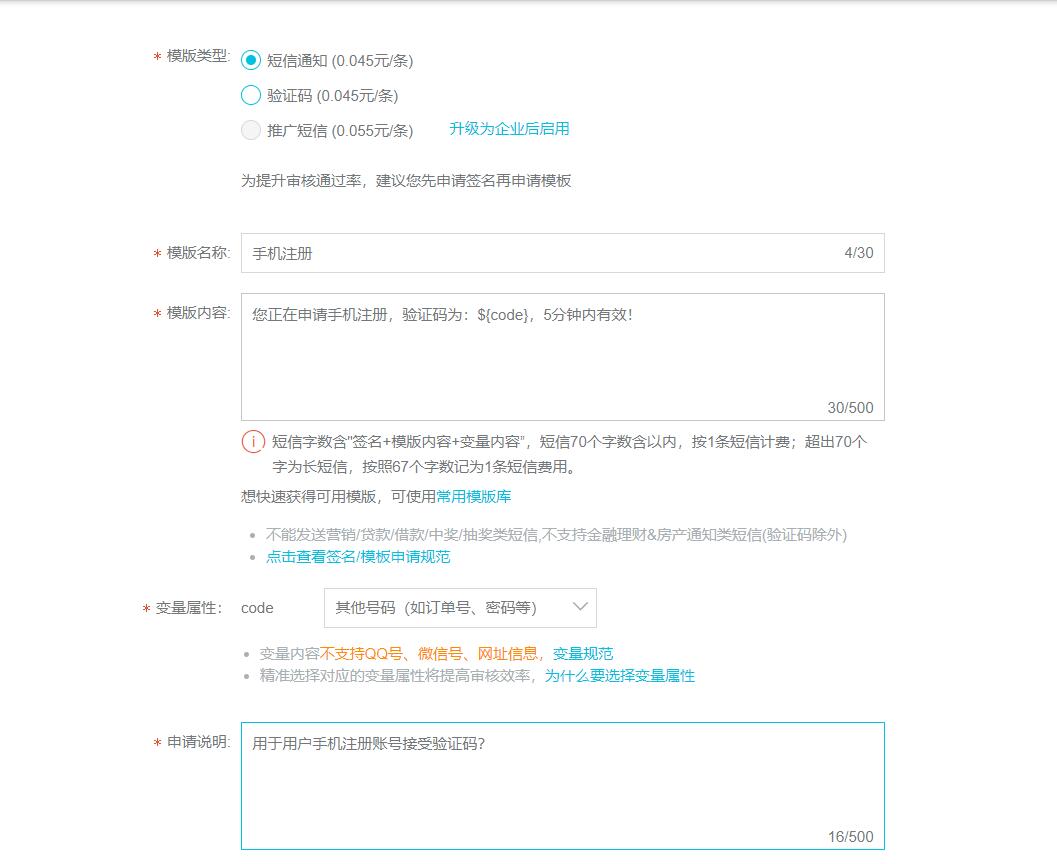 * 模版类型: 短信通知 (0.045元/条)
验证码 (0.045元/条)
推广短信 (0.055元/条) 升级为企业后启用
为提升审核通过率，建议您先申请签名再申请模板
* 模版名称: 手机注册 4/30
* 模版内容: 您正在申请手机注册，验证码为：${code}，5分钟内有效！
30/500
短信字数含"签名+模版内容+变量内容"，短信70个字数含以内，按1条短信计费；超出70个
字为长短信，按照67个字数记为1条短信费用。
想快速获得可用模版，可使用常用模版库
• 不能发送营销/贷款/借款/中奖/抽奖类短信,不支持金融理财&房产通知类短信(验证码除外)
• 点击查看签名/模板申请规范
* 变量属性： code 其他号码（如订单号、密码等）
• 变量内容不支持QQ号、微信号、网址信息，变量规范
• 精准选择对应的变量属性将提高审核效率，为什么要选择变量属性
* 申请说明: 用于用户手机注册账号接受验证码?
16/500